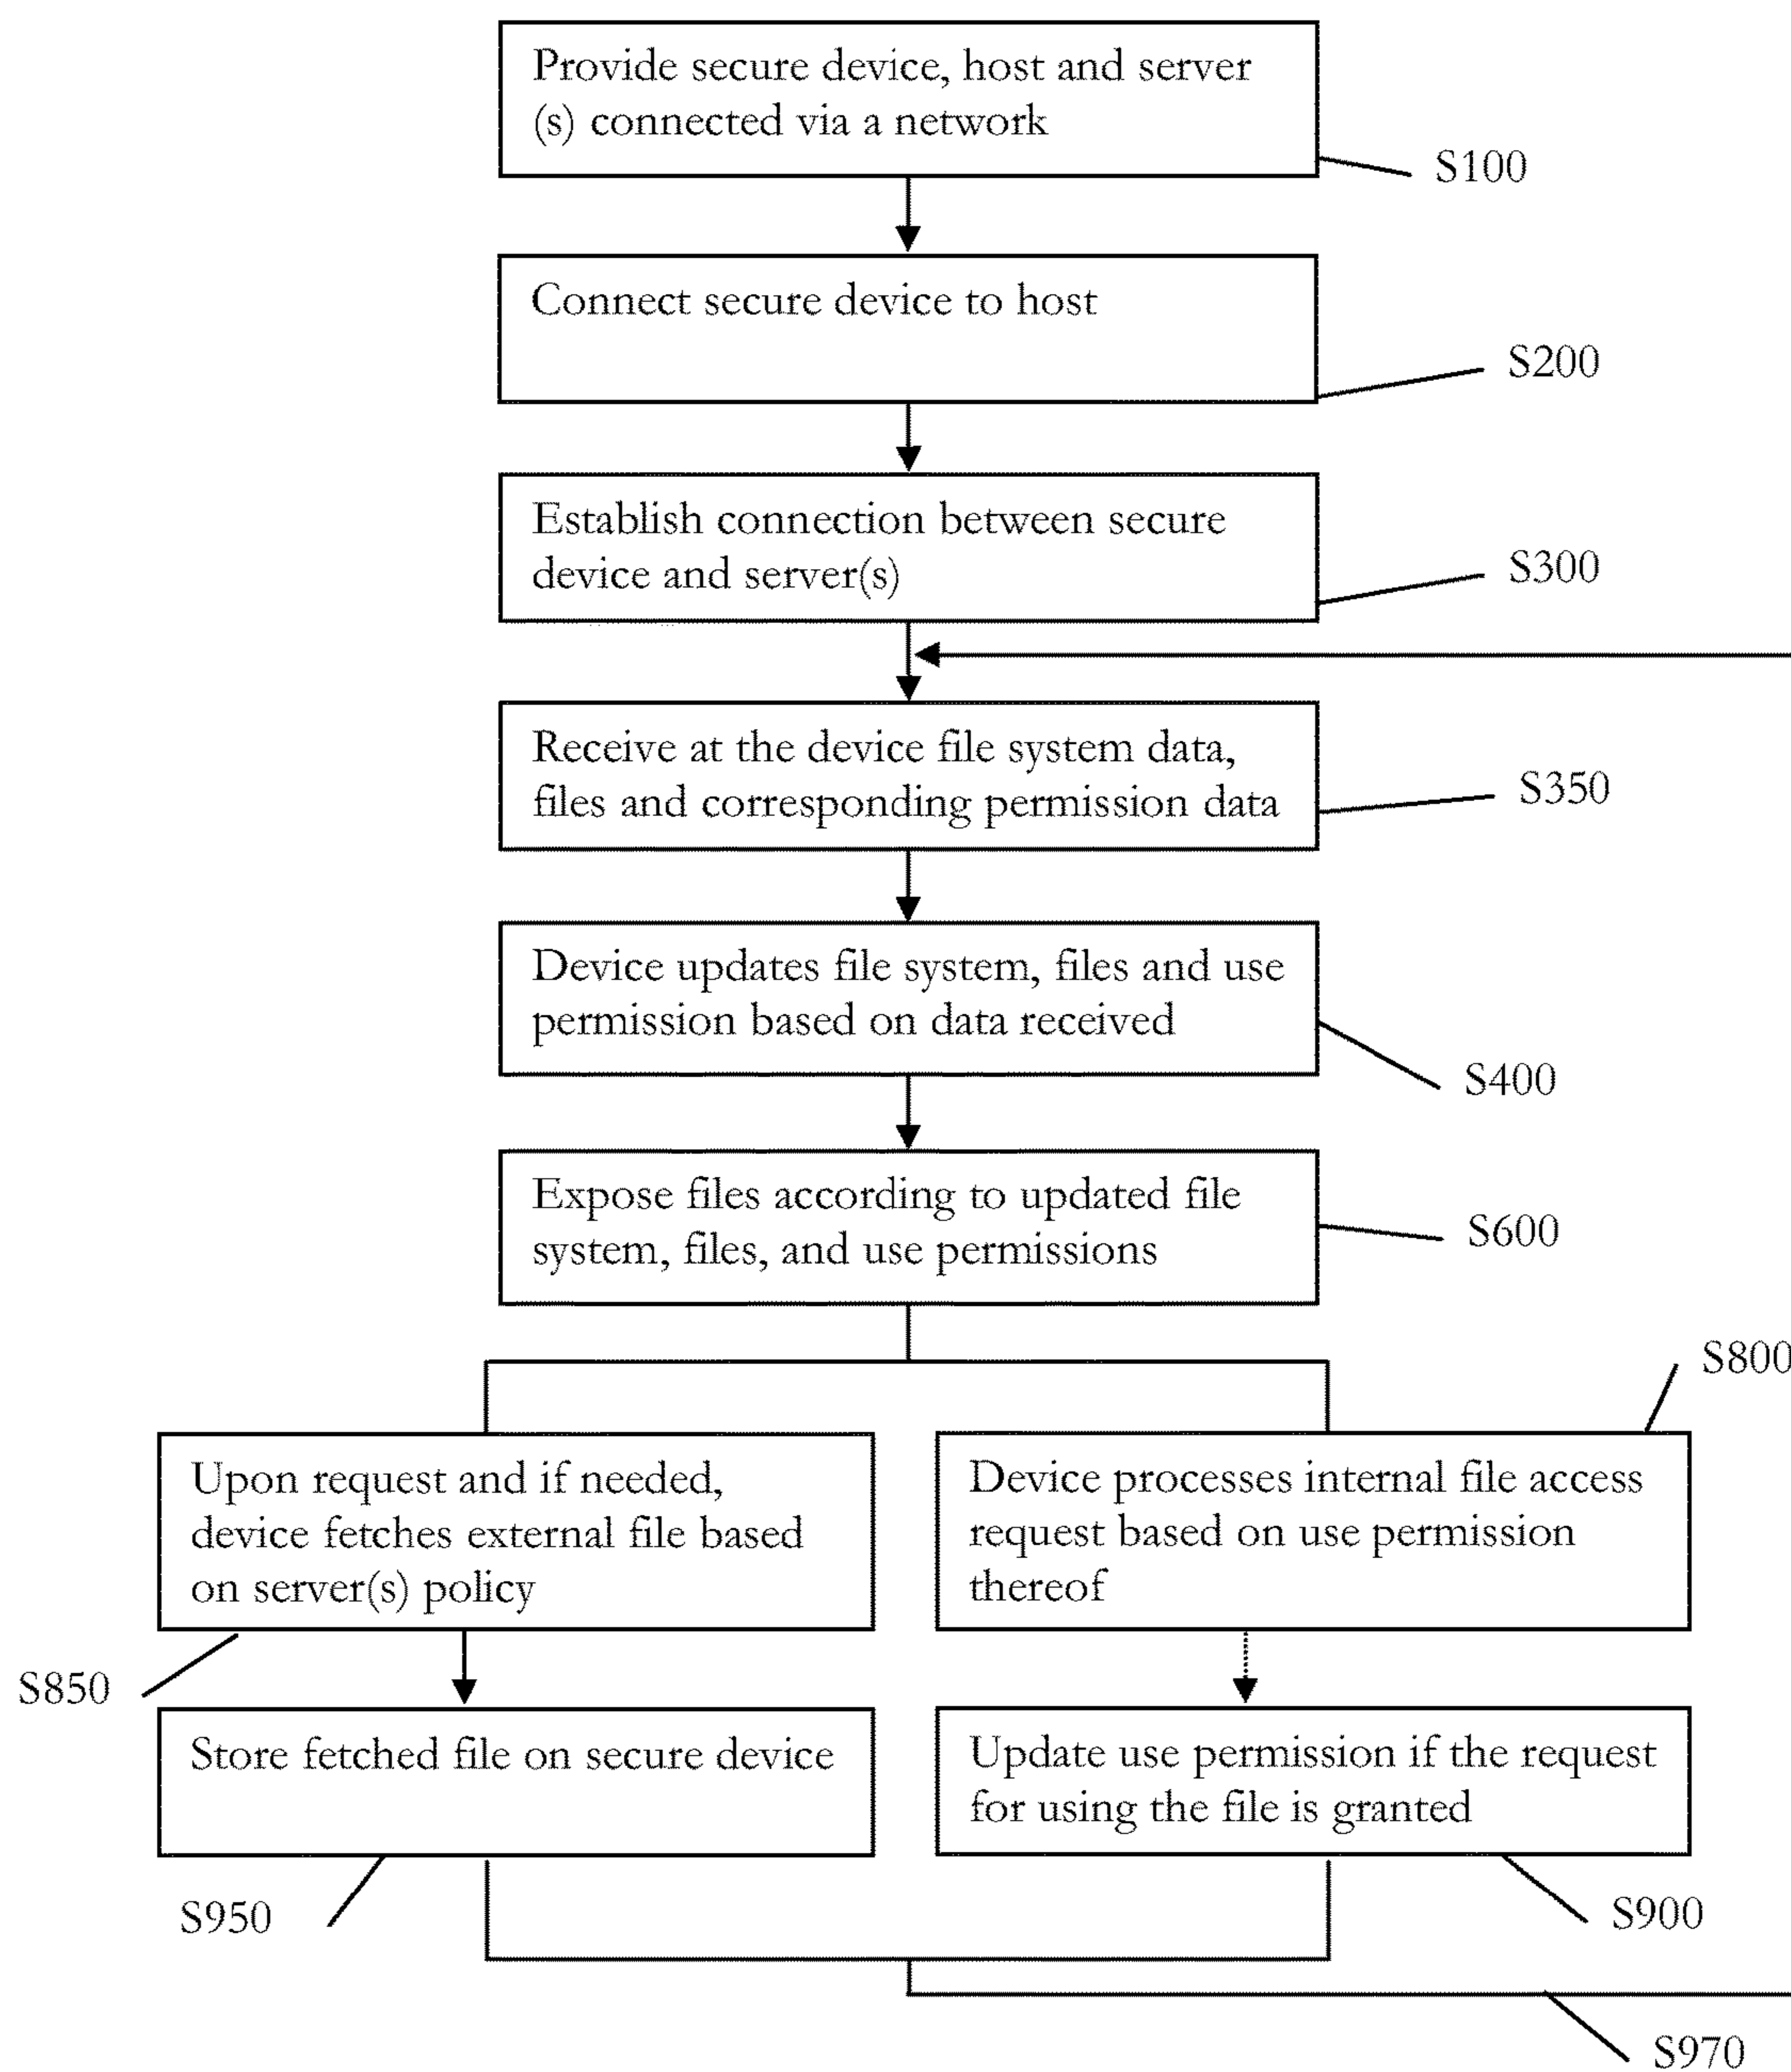 Provide secure device, host and server
(s) connected via a network
S100
Connect secure device to host
S200
Establish connection between secure
device and server(s)
S300
Receive at the device file system data,
files and corresponding permission data
S350
Device updates file system, files and use
permission based on data received
S400
Expose files according to updated file
system, files, and use permissions
S600
S800
Upon request and if needed,
device fetches external file based
on server(s) policy
S850
Device processes internal file access
request based on use permission
thereof
Store fetched file on secure device
S950
Update use permission if the request
for using the file is granted
S900
S970